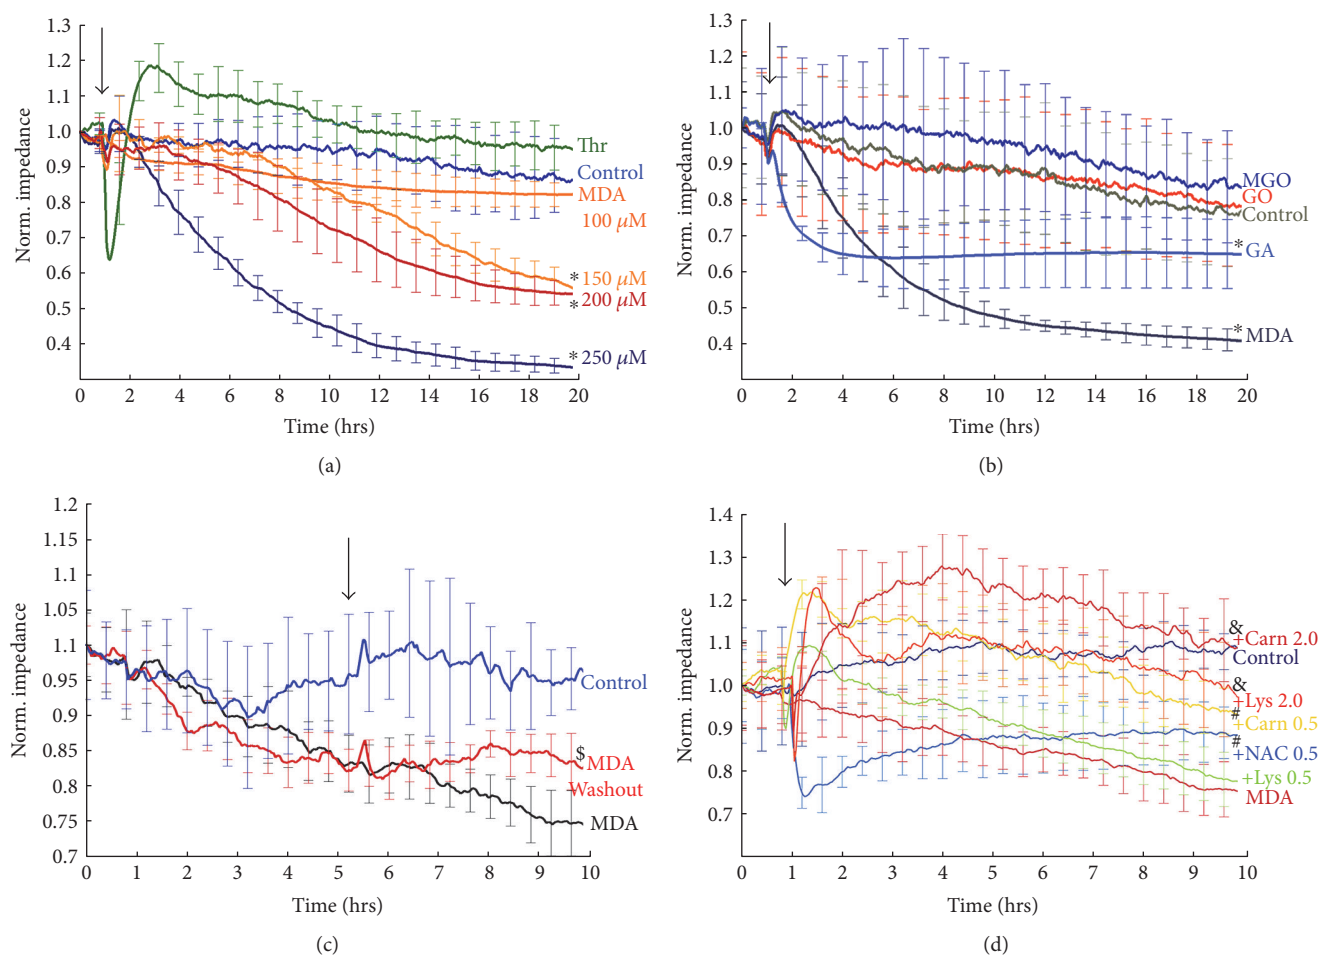 1.3
1.2
1.1
1.0
0.9
0.8
0.7
0.6
0.5
0.4
Norm. impedance
Thr
Control
MDA
100 μM
*
150 μM
*
200 μM
*
250 μM
0 2 4 6 8 10 12 14 16 18 20
Time (hrs)
(a)
1.3
1.2
1.1
1.0
0.9
0.8
0.7
0.6
0.5
0.4
Norm. impedance
MGO
GO
Control
*
GA
*
MDA
0 2 4 6 8 10 12 14 16 18 20
Time (hrs)
(b)
1.2
1.15
1.1
1.05
1.1
0.95
0.9
0.85
0.8
0.75
0.7
Norm. impedance
Control
$
MDA
Washout
MDA
0 1 2 3 4 5 6 7 8 9 10
Time (hrs)
(c)
1.4
1.3
1.2
1.1
1.0
0.9
0.8
0.7
Norm. impedance
&
+Carn 2.0
Control
&
+Lys 2.0
#
+Carn 0.5
#
+NAC 0.5
+Lys 0.5
MDA
0 1 2 3 4 5 6 7 8 9 10
Time (hrs)
(d)